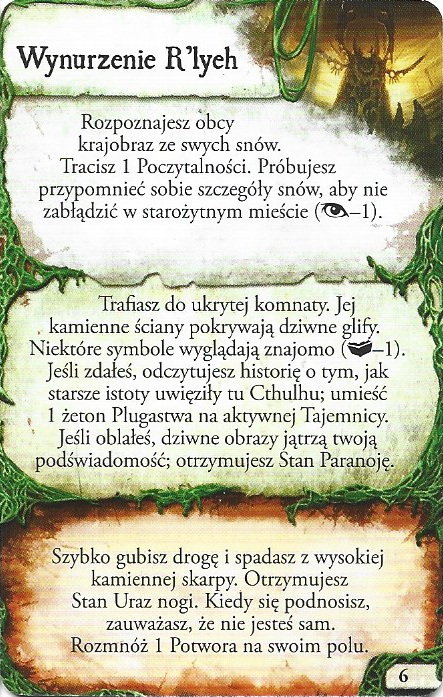 Wynurzenie R'lyeh
Rozpoznajesz obcy
krajobraz ze swych snów.
Tracisz 1 Poczytalności. Próbujesz
przypomnieć sobie szczegóły snów, aby nie
zabłądzić w starożytnym mieście (–1).
Trafiasz do ukrytej komnaty. Jej
kamienne ściany pokrywają dziwne glify.
Niektóre symbole wyglądają znajomo (–1).
Jeśli zdałeś, odczytujesz historię o tym, jak
starsze istoty uwięziły tu Cthulhu; umieść
1 żeton Plugastwa na aktywnej Tajemnicy.
Jeśli oblałeś, dziwne obrazy jątrzą twoją
podświadomość; otrzymujesz Stan Paranoję.
Szybko gubisz drogę i spadasz z wysokiej
kamiennej skarpy. Otrzymujesz
Stan Uraz nogi. Kiedy się podnosisz,
zauważasz, że nie jesteś sam.
Rozmnóż 1 Potwora na swoim polu.
6